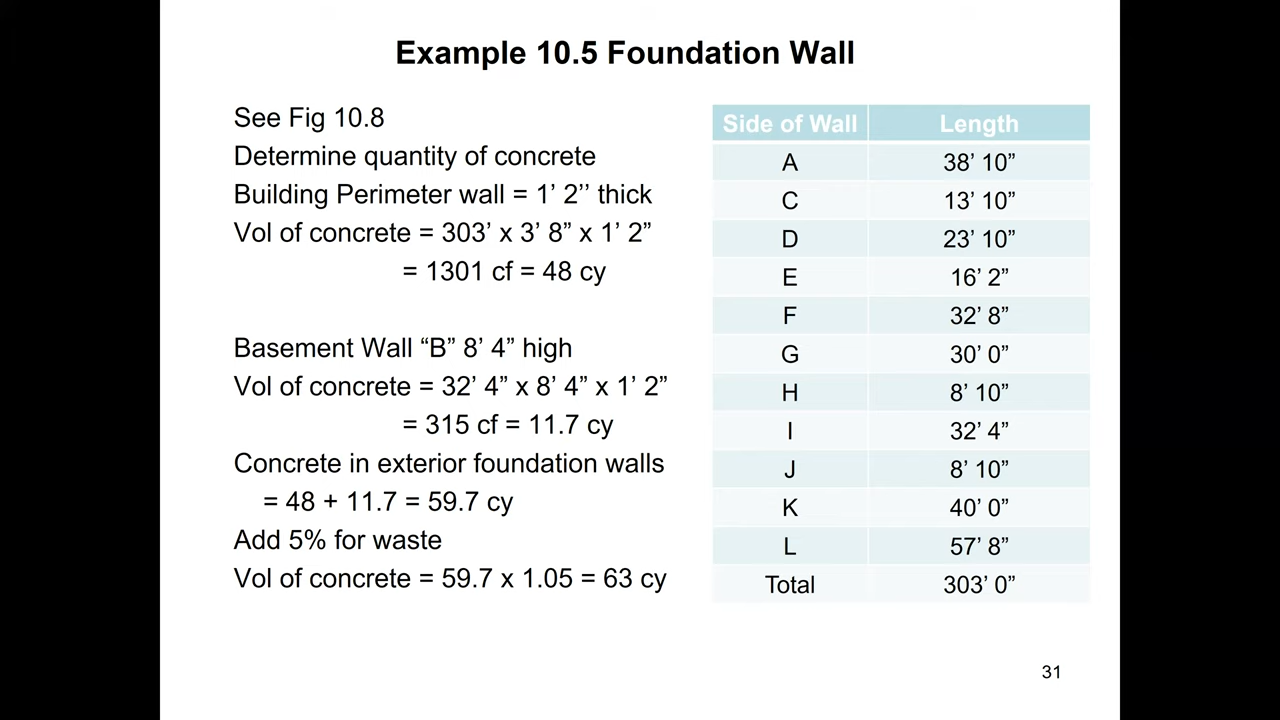 Example 10.5 Foundation Wall
See Fig 10.8
Determine quantity of concrete
Building Perimeter wall = 1’ 2’’ thick
Vol of concrete = 303’ x 3’ 8” x 1’ 2”
= 1301 cf = 48 cy
Basement Wall “B” 8’ 4” high
Vol of concrete = 32’ 4” x 8’ 4” x 1’ 2”
= 315 cf = 11.7 cy
Concrete in exterior foundation walls
= 48 + 11.7 = 59.7 cy
Add 5% for waste
Vol of concrete = 59.7 x 1.05 = 63 cy
Side of Wall Length
A 38’ 10”
C 13’ 10”
D 23’ 10”
E 16’ 2”
F 32’ 8”
G 30’ 0”
H 8’ 10”
I 32’ 4”
J 8’ 10”
K 40’ 0”
L 57’ 8”
Total 303’ 0”
31